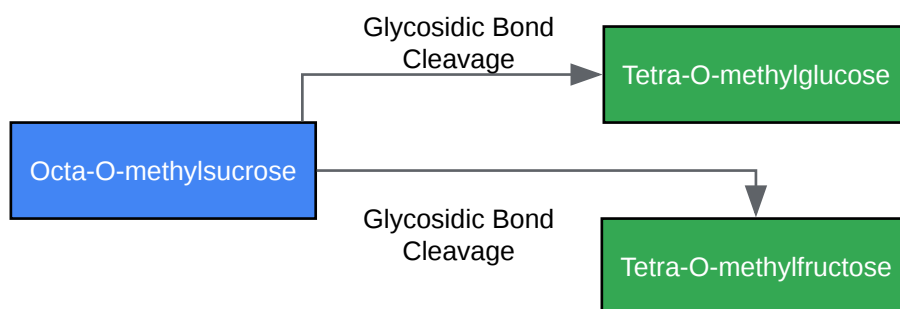 Glycosidic Bond
Cleavage
Tetra-O-methylglucose
Octa-O-methylsucrose
Glycosidic Bond
Cleavage
Tetra-O-methylfructose